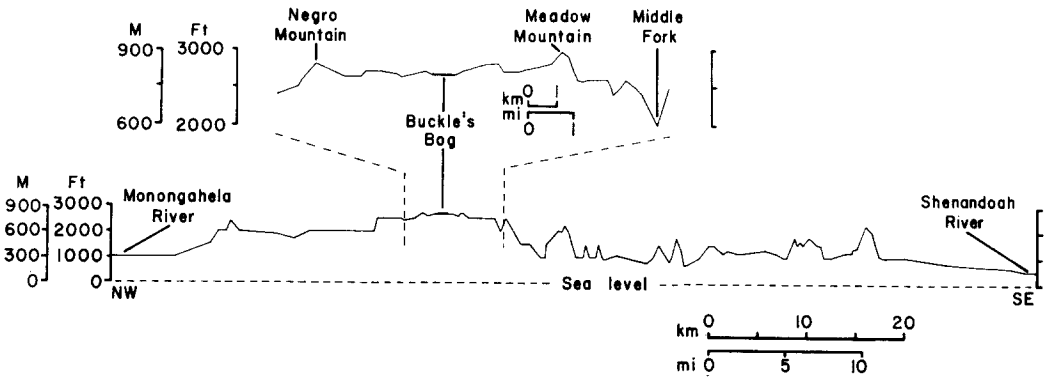 Negro
Mountain
Meadow
Mountain
Middle
Fork
M Ft
900 3000
600 2000
km 0 1
mi 0 1
Buckle's
Bog
M Ft
900 3000
600 2000
300 1000
0 0
Monongahela
River
Shenandoah
River
NW
Sea level
SE
km 0 10 20
mi 0 5 10